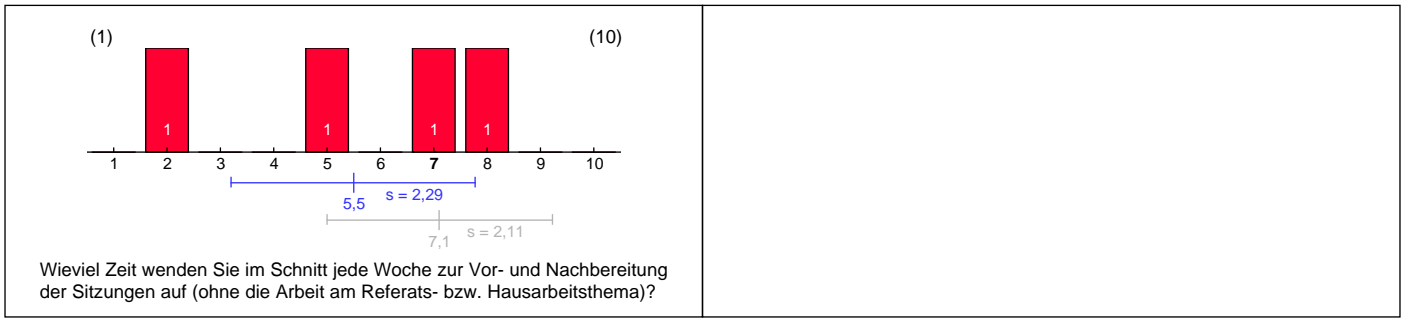 (1) (10)
1 1 1 1
1 2 3 4 5 6 7 8 9 10
s = 2,29
5,5
s = 2,11
7,1
Wieviel Zeit wenden Sie im Schnitt jede Woche zur Vor- und Nachbereitung
der Sitzungen auf (ohne die Arbeit am Referats- bzw. Hausarbeitsthema)?